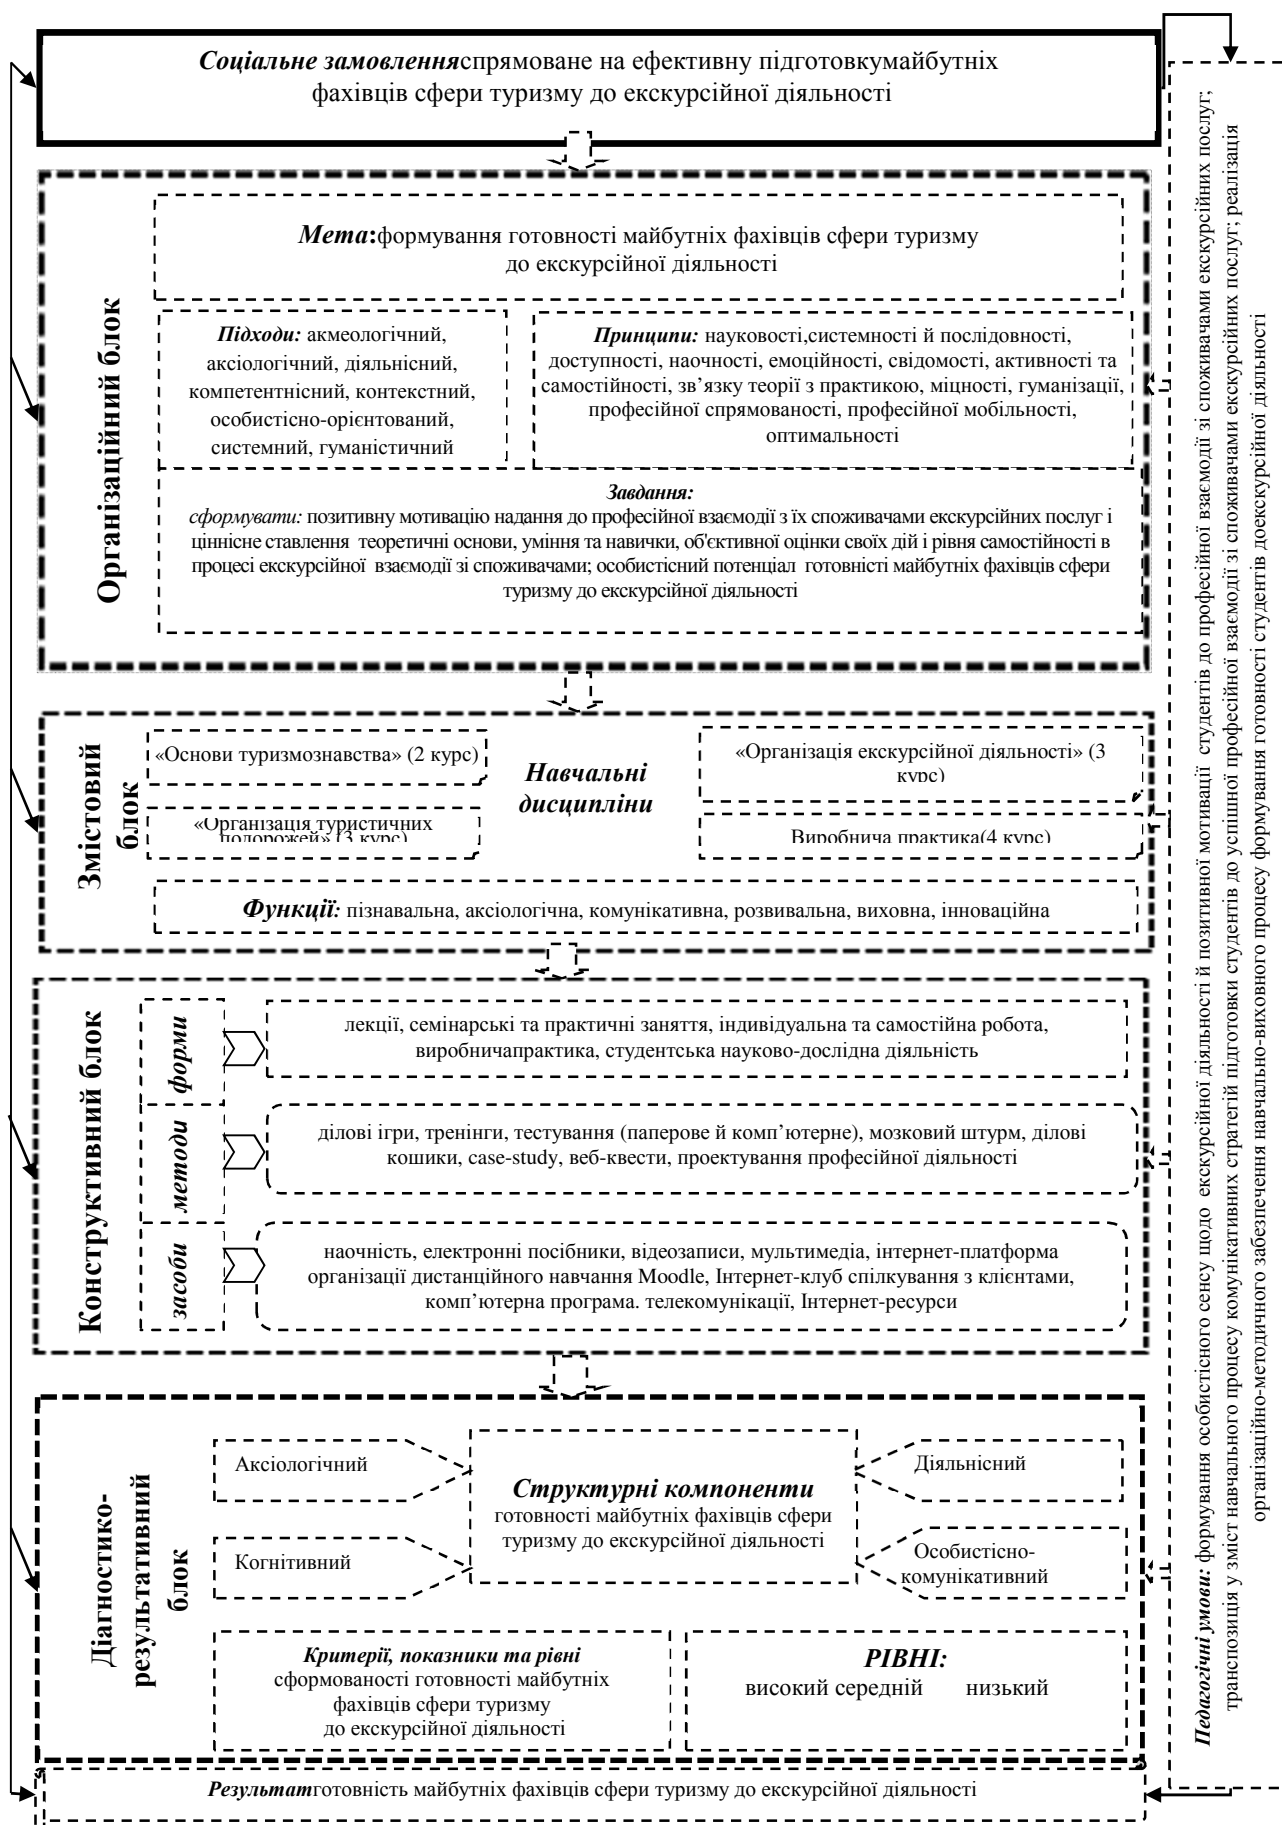 Соціальне замовленняспрямоване на ефективну підготовкумайбутніх
фахівців сфери туризму до екскурсійної діяльності
Організаційний блок
Мета:формування готовності майбутніх фахівців сфери туризму
до екскурсійної діяльності
Підходи: акмеологічний,
аксіологічний, діяльнісний,
компетентнісний, контекстний,
особистісно-орієнтований,
системний, гуманістичний
Принципи: науковості,системності й послідовності,
доступності, наочності, емоційності, свідомості, активності та
самостійності, зв’язку теорії з практикою, міцності, гуманізації,
професійної спрямованості, професійної мобільності,
оптимальності
Завдання:
сформувати: позитивну мотивацію надання до професійної взаємодії з їх споживачами екскурсійних послуг і
ціннісне ставлення теоретичні основи, уміння та навички, об'єктивної оцінки своїх дій і рівня самостійності в
процесі екскурсійної взаємодії зі споживачами; особистісний потенціал готовністі майбутніх фахівців сфери
туризму до екскурсійної діяльності
Змістовий
блок
«Основи туризмознавства» (2 курс)
«Організація туристичних
подорожей» (3 курс)
Навчальні
дисципліни
«Організація екскурсійної діяльності» (3
курс)
Виробнича практика(4 курс)
Функції: пізнавальна, аксіологічна, комунікативна, розвивальна, виховна, інноваційна
Конструктивний блок
форми
лекції, семінарські та практичні заняття, індивідуальна та самостійна робота,
виробничапрактика, студентська науково-дослідна діяльність
методи
ділові ігри, тренінги, тестування (паперове й комп’ютерне), мозковий штурм, ділові
кошики, case-study, веб-квести, проектування професійної діяльності
засоби
наочність, електронні посібники, відеозаписи, мультимедіа, інтернет-платформа
організації дистанційного навчання Moodle, Інтернет-клуб спілкування з клієнтами,
комп’ютерна програма. телекомунікації, Інтернет-ресурси
Діагностико-
результативний
блок
Аксіологічний
Когнітивний
Структурні компоненти
готовності майбутніх фахівців сфери
туризму до екскурсійної діяльності
Діяльнісний
Особистісно-
комунікативний
Критерії, показники та рівні
сформованості готовності майбутніх
фахівців сфери туризму
до екскурсійної діяльності
РІВНІ:
високий середній низький
Результатготовність майбутніх фахівців сфери туризму до екскурсійної діяльності
Педагогічні умови: формування особистісного сенсу щодо екскурсійної діяльності й позитивної мотивації студентів до професійної взаємодії зі споживачами екскурсійних послуг;
транспозиція у зміст навчального процесу комунікативних стратегій підготовки студентів до успішної професійної взаємодії зі споживачами екскурсійних послуг; реалізація
організаційно-методичного забезпечення навчально-виховного процесу формування готовності студентів доекскурсійної діяльності